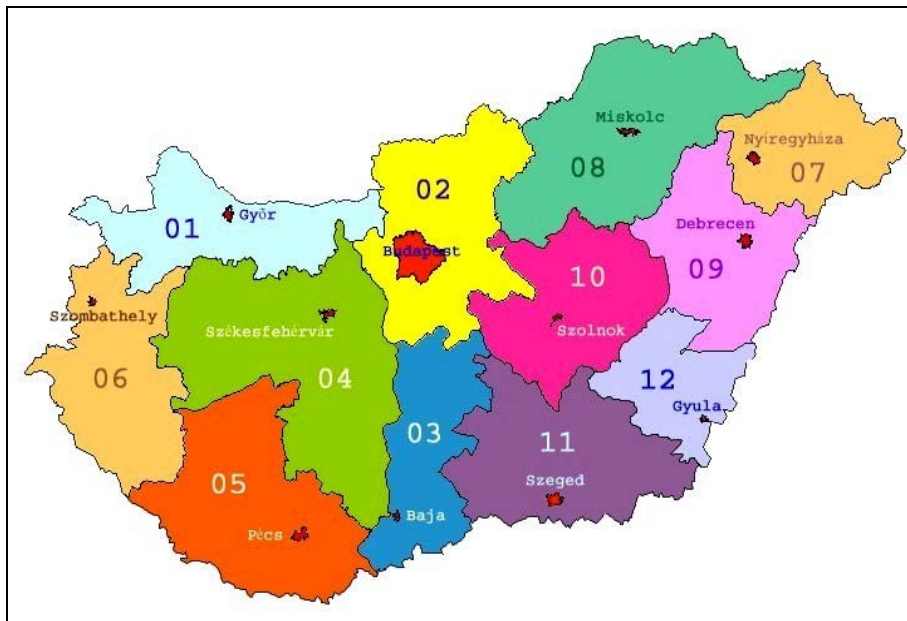 Miskolc
08
Nyíregyháza
07
02
Győr
01
Debrecen
09
Budapest
10
Szombathely
Székesfehérvár
Szolnok
06
04
12
Gyula
03
11
05
Szeged
Baja
Pécs